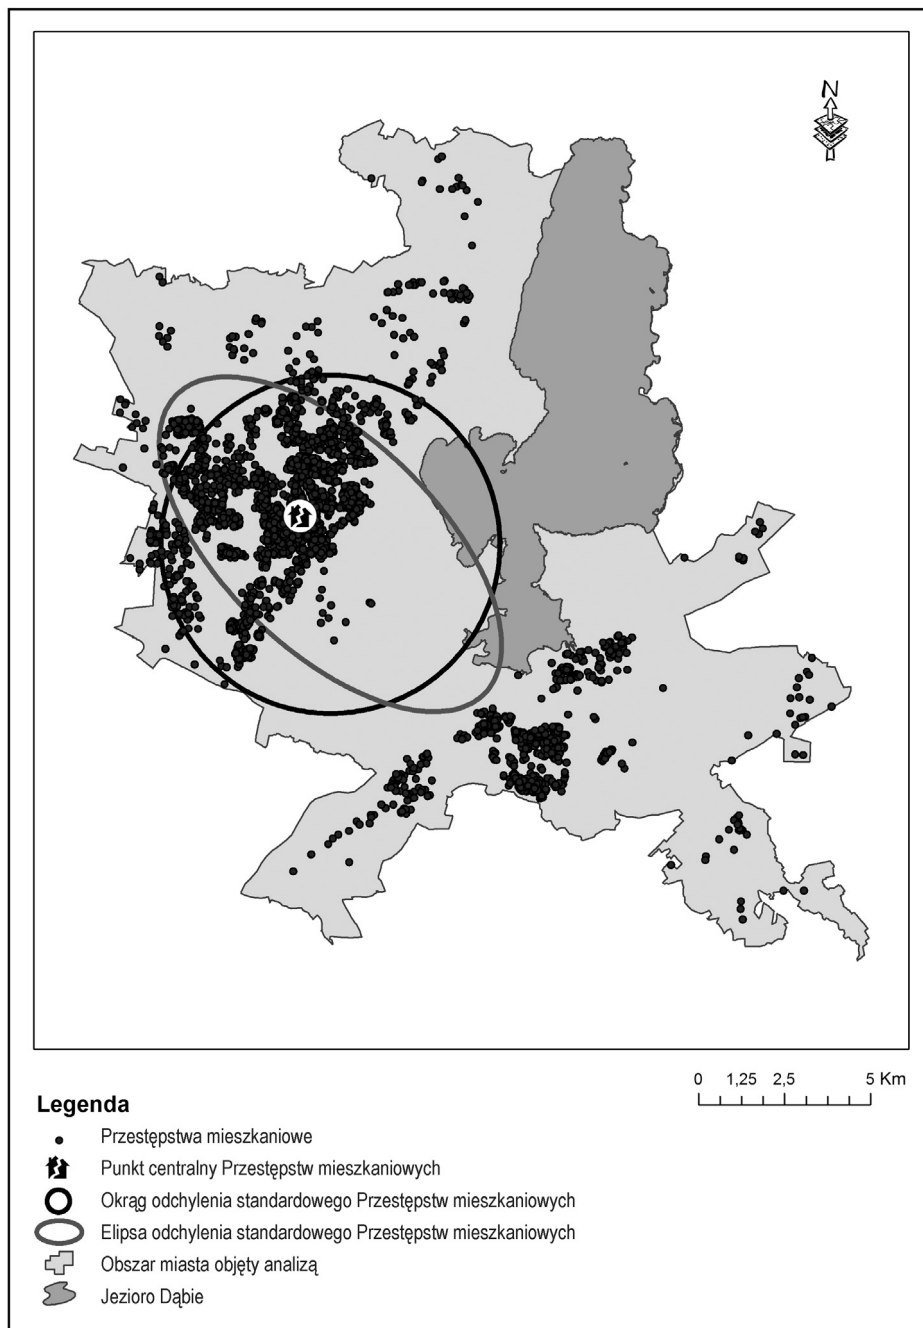 N
0 1,25 2,5 5 Km
Legenda
Przestępstwa mieszkaniowe
Punkt centralny Przestępstw mieszkaniowych
Okrąg odchylenia standardowego Przestępstw mieszkaniowych
Elipsa odchylenia standardowego Przestępstw mieszkaniowych
Obszar miasta objęty analizą
Jezioro Dąbie